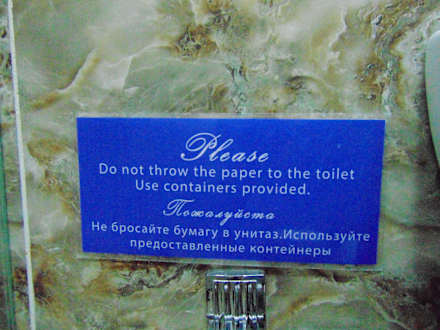 Please
Do not throw the paper to the toilet
Use containers provided.
Пожалуйста
Не бросайте бумагу в унитаз.Используйте
предоставленные контейнеры